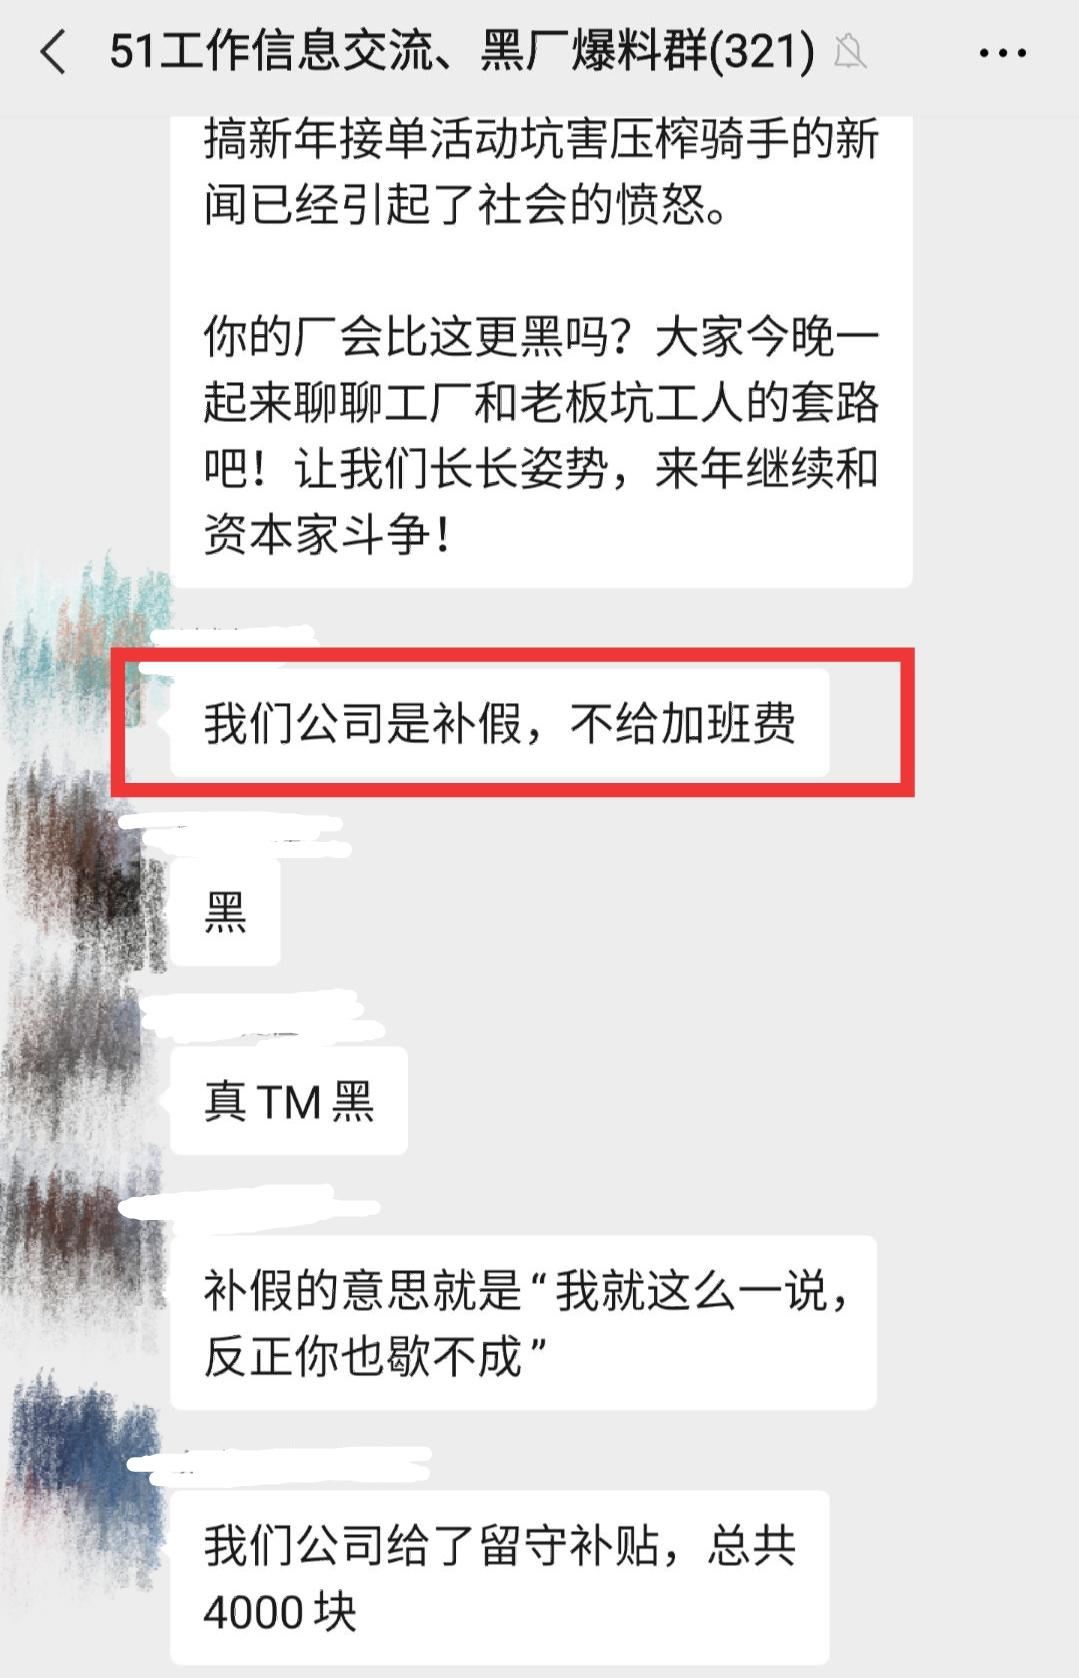 51工作信息交流、黑厂爆料群(321)
搞新年接单活动坑害压榨骑手的新
闻已经引起了社会的愤怒。
你的厂会比这更黑吗？大家今晚一
起来聊聊工厂和老板坑工人的套路
吧！让我们长长姿势，来年继续和
资本家斗争！
我们公司是补假，不给加班费
黑
真TM黑
补假的意思就是“我就这么一说，
反正你也歇不成”
我们公司给了留守补贴，总共
4000块